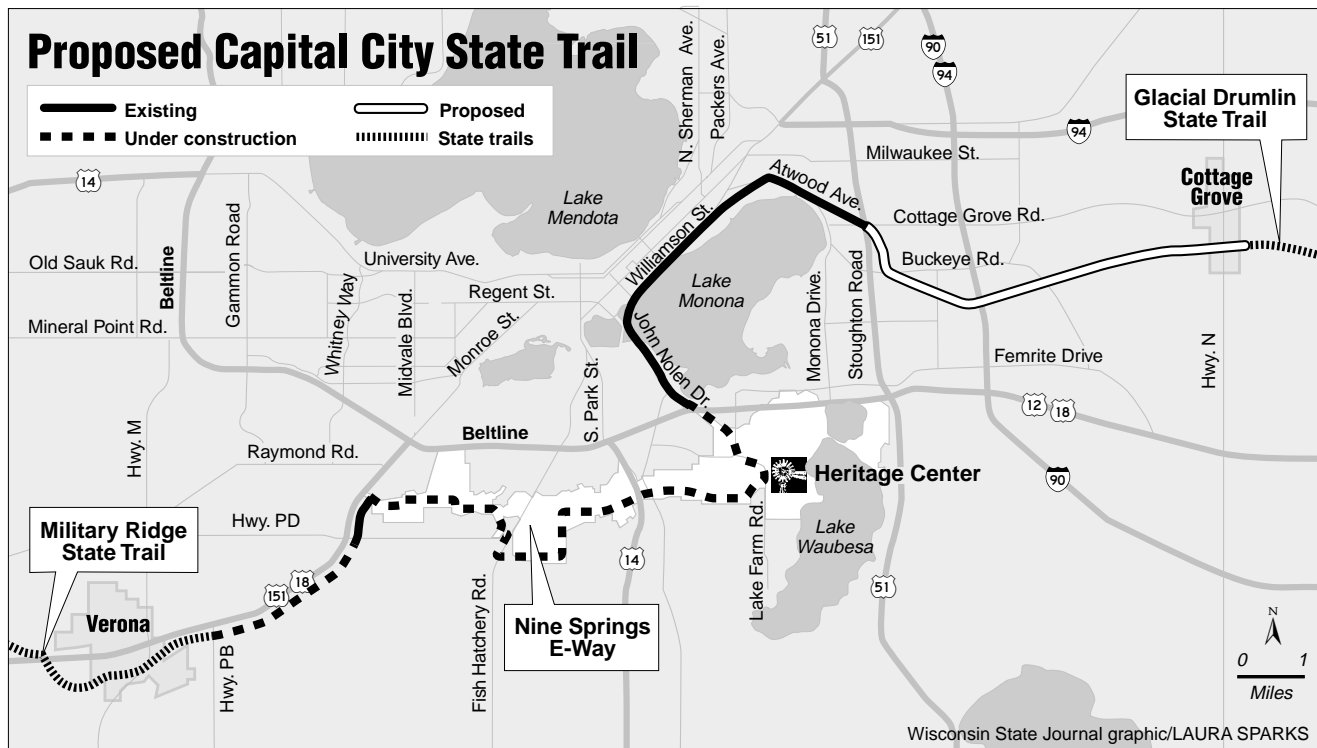 Proposed Capital City State Trail
Existing
Proposed
Under construction
State trails
51
151
90
94
N. Sherman Ave.
Packers Ave.
Glacial Drumlin
State Trail
94
Milwaukee St.
14
Lake
Mendota
Atwood Ave.
Cottage
Grove
Gammon Road
Williamson St.
Cottage Grove Rd.
Old Sauk Rd.
Beltline
University Ave.
Buckeye Rd.
Whitney Way
Regent St.
Lake
Monona
Mineral Point Rd.
Midvale Blvd.
Monroe St.
John Nolen Dr.
Monona Drive.
Stoughton Road
Femrite Drive
Hwy. N
S. Park St.
12
18
Hwy. M
Beltline
Raymond Rd.
Heritage Center
90
Hwy. PD
Military Ridge
State Trail
Lake Farm Rd.
Lake
Waubesa
14
18
151
51
Verona
Nine Springs
E-Way
Hwy. PB
Fish Hatchery Rd.
N
0 1
Miles
Wisconsin State Journal graphic/LAURA SPARKS